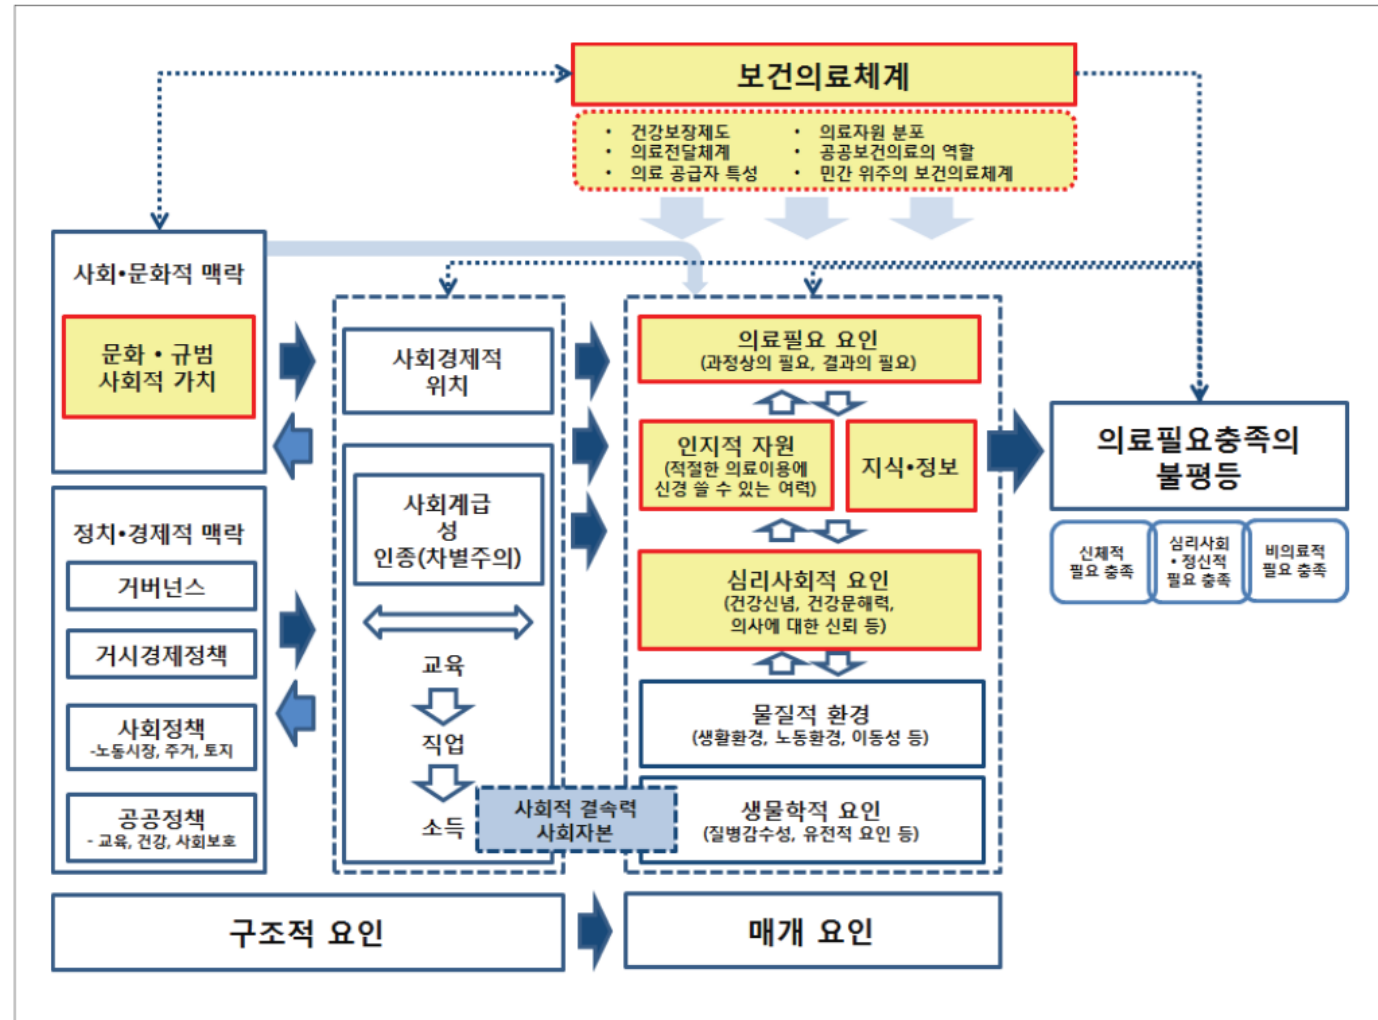 보건의료체계
• 건강보장제도
• 의료전달체계
• 의료 공급자 특성
• 의료자원 분포
• 공공보건의료의 역할
• 민간 위주의 보건의료체계
사회•문화적 맥락
문화 • 규범
사회적 가치
정치•경제적 맥락
거버넌스
거시경제정책
사회정책
-노동시장, 주거, 토지
공공정책
- 교육, 건강, 사회보호
사회경제적
위치
사회계급
성
인종(차별주의)
교육
직업
소득
사회적 결속력
사회자본
의료필요 요인
(과정상의 필요, 결과의 필요)
인지적 자원
(적절한 의료이용에
신경 쓸 수 있는 여력)
지식•정보
심리사회적 요인
(건강신념, 건강문해력,
의사에 대한 신뢰 등)
물질적 환경
(생활환경, 노동환경, 이동성 등)
생물학적 요인
(질병감수성, 유전적 요인 등)
의료필요충족의
불평등
신체적
필요 충족
심리사회
• 정신적
필요 충족
비의료적
필요 충족
구조적 요인
매개 요인